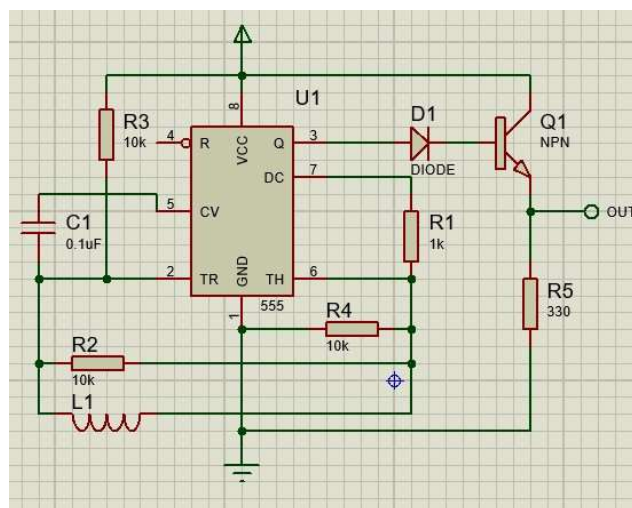 U1
R3
10k
4
8
R
VCC
Q
3
D1
DIODE
Q1
NPN
DC
7
C1
0.1uF
5
CV
R1
1k
OUT
2
TR
GND
TH
6
1
555
R4
10k
R5
330
R2
10k
L1